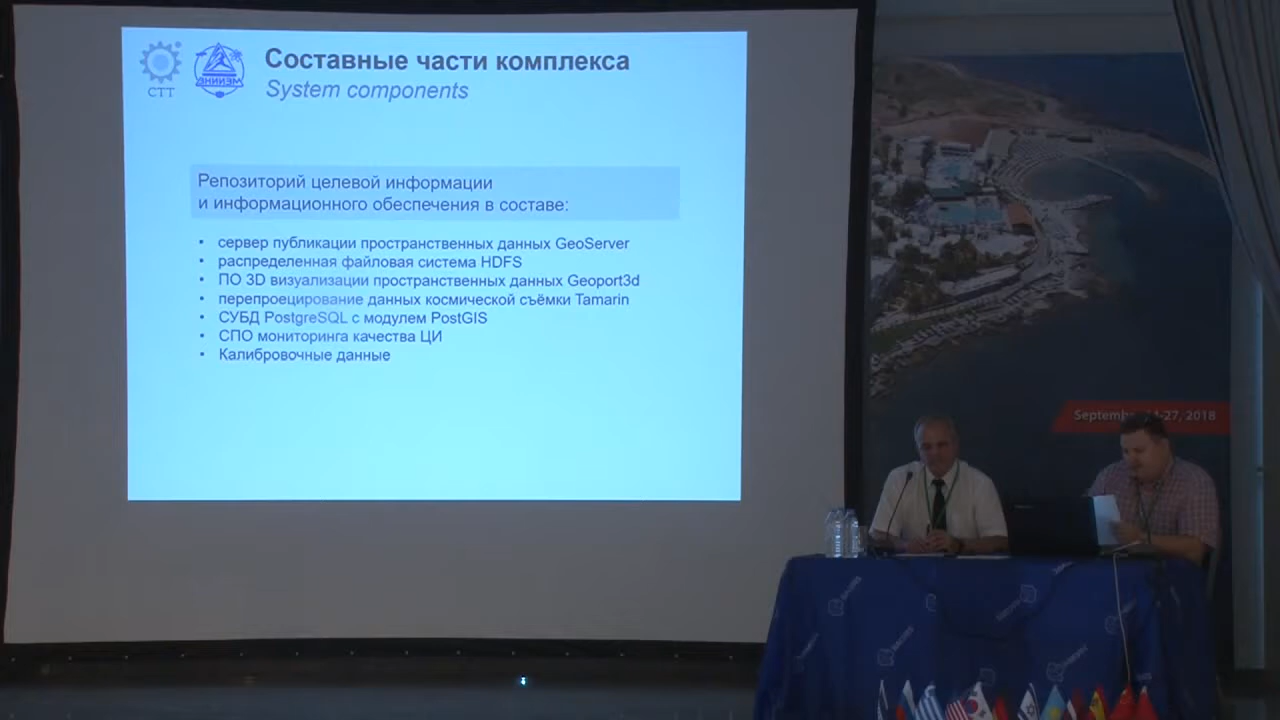 Составные части комплекса
System components
СТТ
ВНИИЭМ
Репозиторий целевой информации
и информационного обеспечения в составе:
• сервер публикации пространственных данных GeoServer
• распределенная файловая система HDFS
• ПО 3D визуализации пространственных данных Geoport3d
• перепроецирование данных космической съёмки Tamarin
• СУБД PostgreSQL с модулем PostGIS
• СПО мониторинга качества ЦИ
• Калибровочные данные
-27, 2018